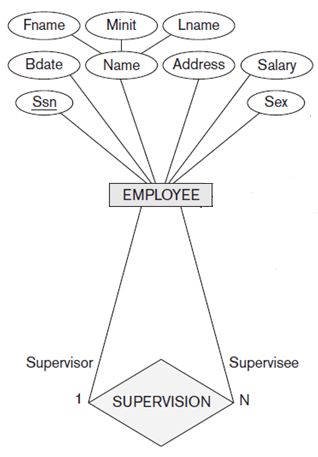 Fname Minit Lname
Bdate Name Address Salary
Ssn Sex
EMPLOYEE
Supervisor Supervisee
1 SUPERVISION N